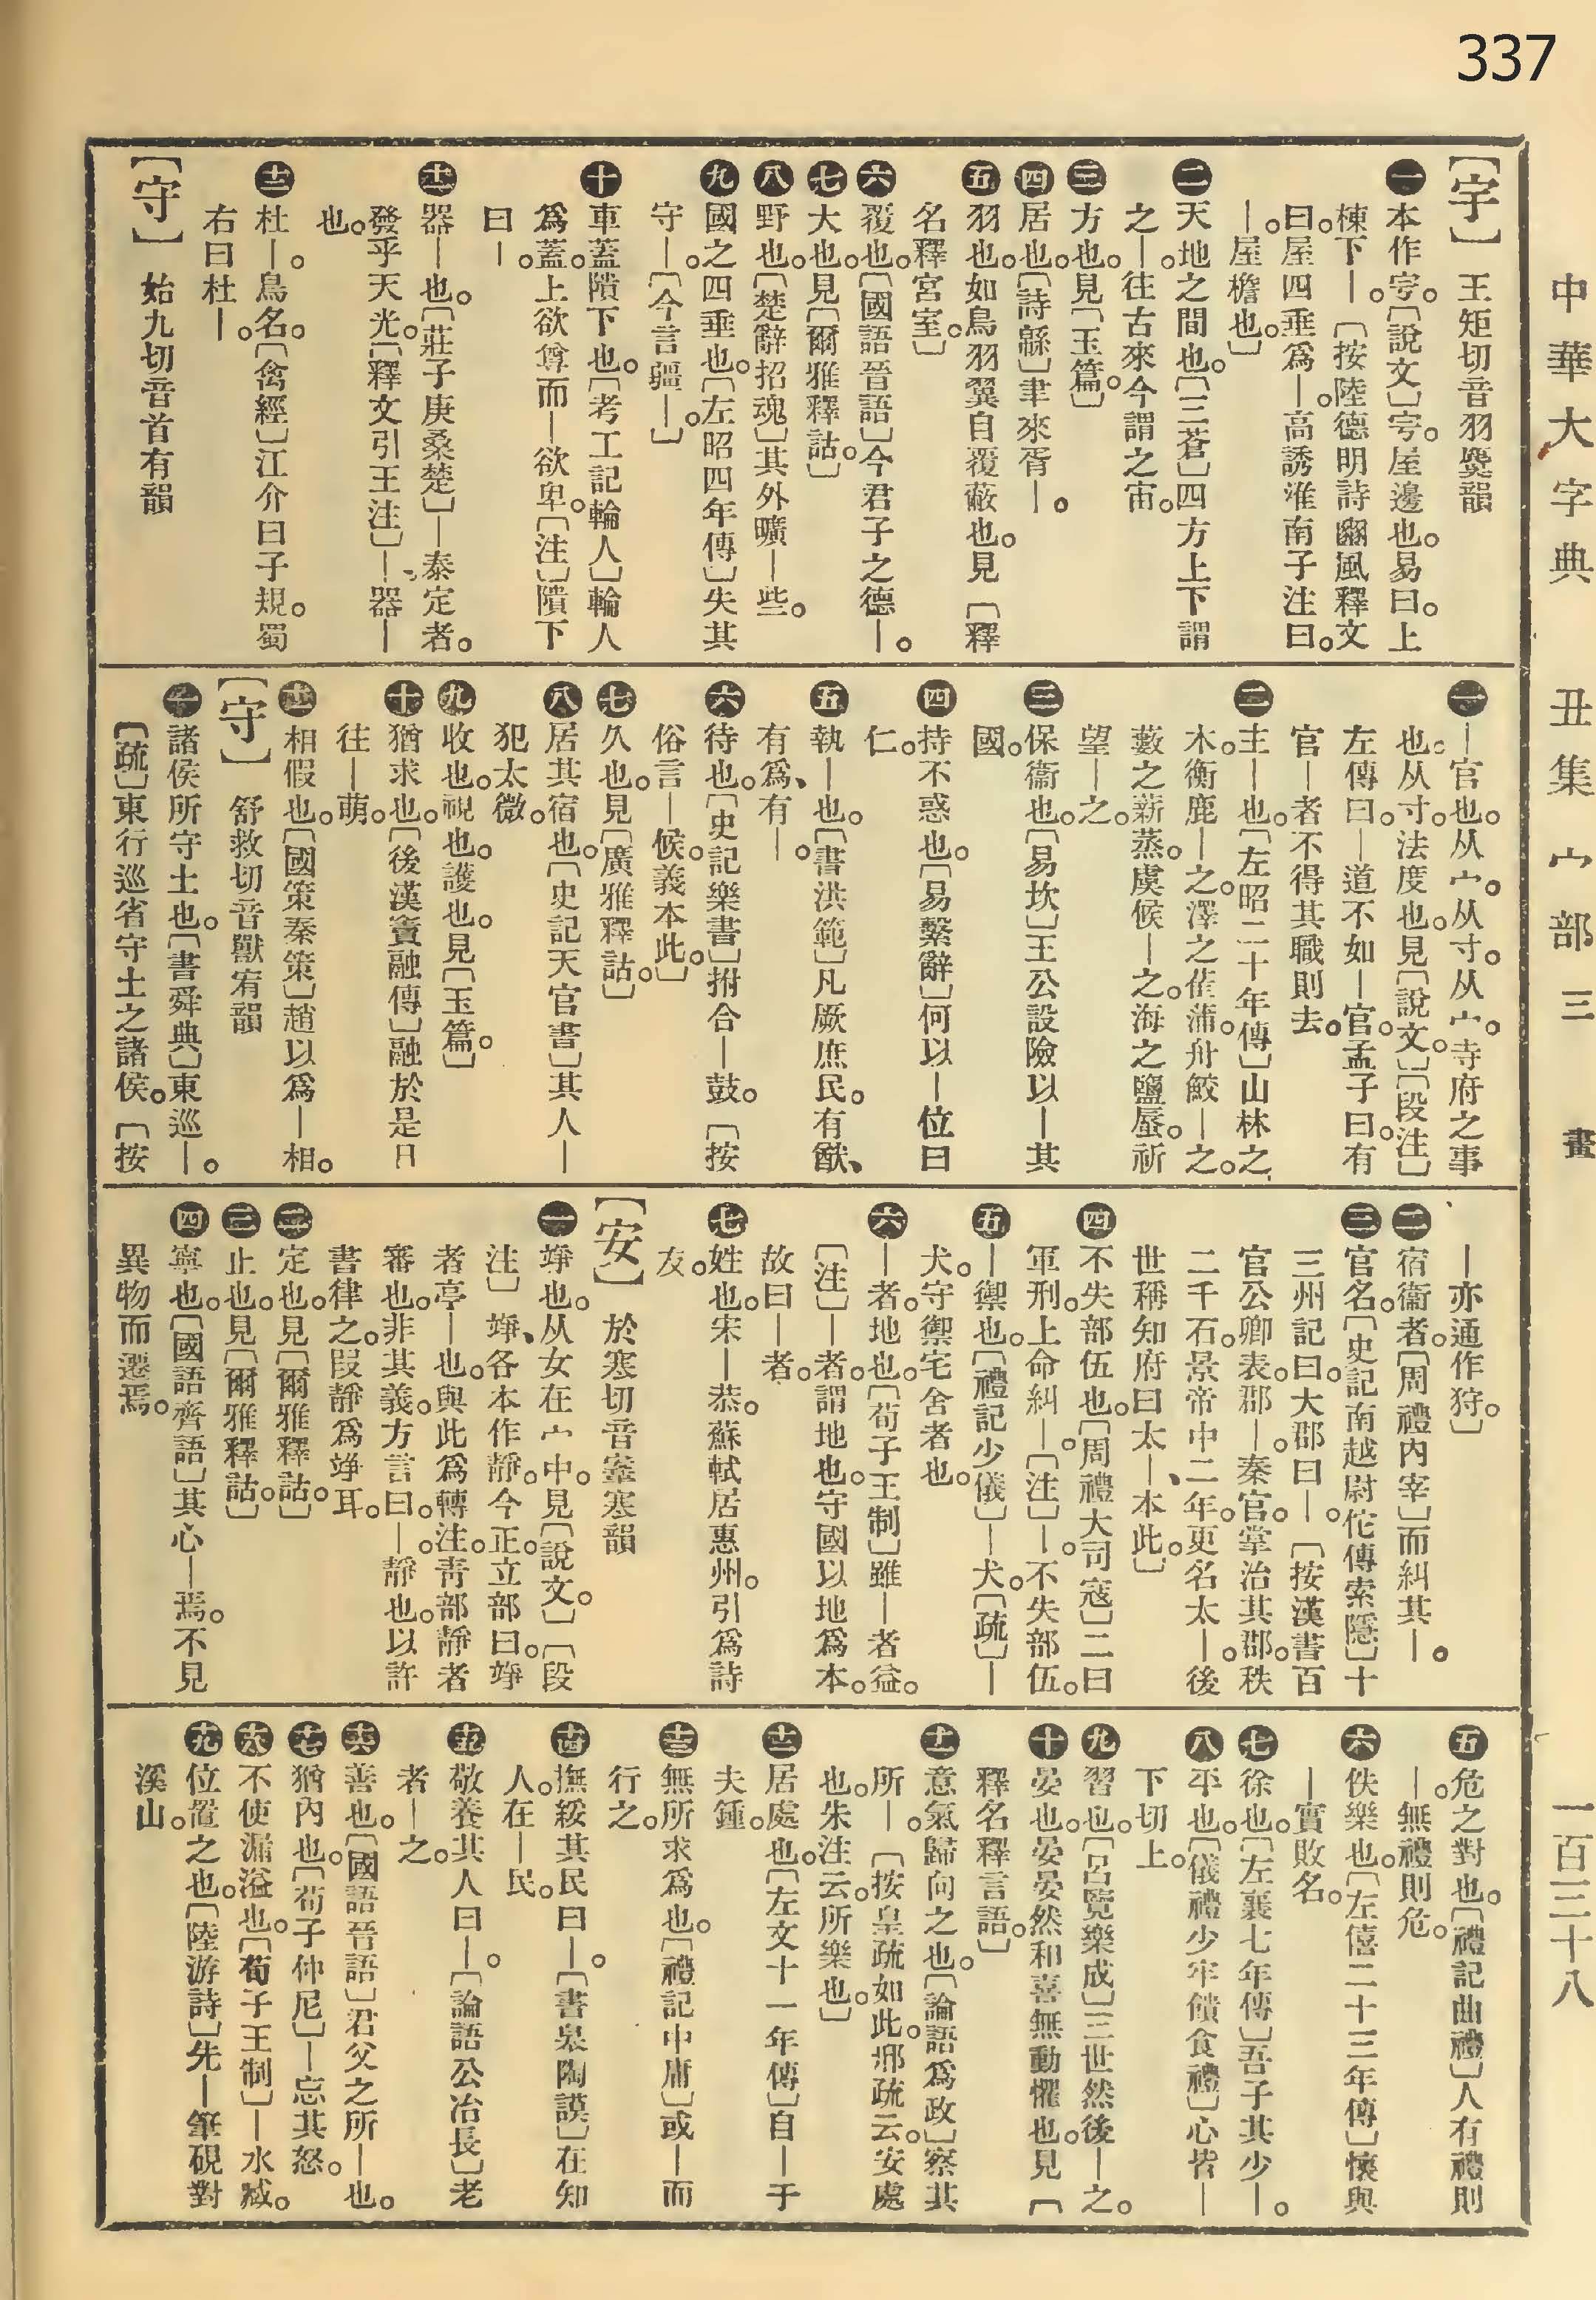 337
中華大字典 丑集 宀部 三畫 一百三十八
【宇】 王矩切音羽麌韻
㊀本作㝢。〔說文〕㝢。屋邊也。易曰。上
棟下—。〔按陸德明詩豳風釋文
曰。屋四垂爲—。高誘淮南子注曰。
—屋檐也。〕
㊁天地之間也。〔三蒼〕四方上下謂
之—。往古來今謂之宙。
㊂方也。見〔玉篇。〕
㊃居也。〔詩緜〕聿來胥—。
㊄羽也。如鳥羽翼自覆蔽也。見〔釋
名釋宮室。〕
㊅覆也。〔國語晉語〕今君子之德—。
㊆大也。見〔爾雅釋詁。〕
㊇野也。〔楚辭招魂〕其外曠—些。
㊈國之四垂也。〔左昭四年傳〕失其
守—。〔今言疆—。〕
㊉車蓋隤下也。〔考工記輪人〕輪人
爲蓋。上欲尊而—欲卑。〔注〕隤下
曰—。
十一器—也。〔莊子庚桑楚〕—泰定者。
發乎天光。〔釋文引王注〕—器—
也。
十二杜—。鳥名。〔禽經〕江介曰子規。蜀
右曰杜—。
【守】 始九切音首有韻
㊀—官也。从宀。从寸。从宀。寺府之事
也。从寸。法度也。見〔說文。〕〔段注〕
左傳曰。—道不如—官。孟子曰。有
官—者不得其職則去。
㊁主—也。〔左昭二十年傳〕山林之
木。衡鹿—之。澤之萑蒲。舟鮫—之。
藪之薪蒸。虞候—之。海之鹽蜃。祈
望—之。
㊂保衞也。〔易坎〕王公設險以—其
國。
㊃持不惑也。〔易繫辭〕何以—位曰
仁。
㊄執—也。〔書洪範〕凡厥庶民。有猷、
有爲、有—。
㊅待也。〔史記樂書〕拊合—鼓。〔按
俗言—候。義本此。〕
㊆久也。見〔廣雅釋詁。〕
㊇居其宿也。〔史記天官書〕其人—
犯太微。
㊈收也。視也。護也。見〔玉篇。〕
㊉猶求也。〔後漢竇融傳〕融於是日
往—萌。
十一相假也。〔國策秦策〕趙以爲—相。
【守】 舒救切音獸宥韻
㊀諸侯所守土也。〔書舜典〕東巡—。
〔疏〕東行巡省守土之諸侯。〔按
—亦通作狩。〕
㊁宿衞者。〔周禮內宰〕而糾其—。
㊂官名。〔史記南越尉佗傳索隱〕十
三州記曰。大郡曰—。〔按漢書百
官公卿表。郡—。秦官。掌治其郡。秩
二千石。景帝中二年。更名太—。後
世稱知府曰太—、本此。〕
㊃不失部伍也。〔周禮大司寇〕二曰
軍刑。上命糾—。〔注〕—。不失部伍。
㊄—禦也。〔禮記少儀〕—犬。〔疏〕—
犬。守禦宅舍者也。
㊅—者。地也。〔荀子王制〕雖—者益。
〔注〕—者。謂地也。守國以地爲本。
故曰—者。
㊆姓也。宋—恭。蘇軾居惠州。引爲詩
友。
【安】 於寒切音鞌寒韻
㊀竫也。从女在宀中。見〔說文。〕〔段
注〕竫、各本作靜。今正。立部曰。竫
者亭—也。與此爲轉注。靑部靜者
審也。非其義。方言曰。—靜也。以許
書律之。叚靜爲竫耳。
㊁定也。見〔爾雅釋詁。〕
㊂止也。見〔爾雅釋詁。〕
㊃寧也。〔國語齊語〕其心—焉。不見
異物而遷焉。
㊄危之對也。〔禮記曲禮〕人有禮則
—。無禮則危。
㊅佚樂也。〔左僖二十三年傳〕懷與
—實敗名。
㊆徐也。〔左襄七年傳〕吾子其少—。
㊇平也。〔儀禮少牢饋食禮〕心皆—
下切上。
㊈習也。〔呂覽樂成〕三世然後—之。
㊉晏也。晏晏然和喜無動懼也。見〔
釋名釋言語。〕
十一意氣歸向之也。〔論語爲政〕察其
所—。〔按皇疏如此。邢疏云。安處
也。朱注云。所樂也。〕
十二居處也。〔左文十一年傳〕自—于
夫鍾。
十三無所求爲也。〔禮記中庸〕或—而
行之。
十四撫綏其民曰—。〔書皋陶謨〕在知
人。在—民。
十五敬養其人曰—。〔論語公冶長〕老
者—之。
十六善也。〔國語晉語〕君父之所—也。
十七猶內也。〔荀子仲尼〕—忘其怒。
十八不使漏溢也。〔荀子王制〕—水臧。
十九位置之也。〔陸游詩〕先—筆硯對
溪山。